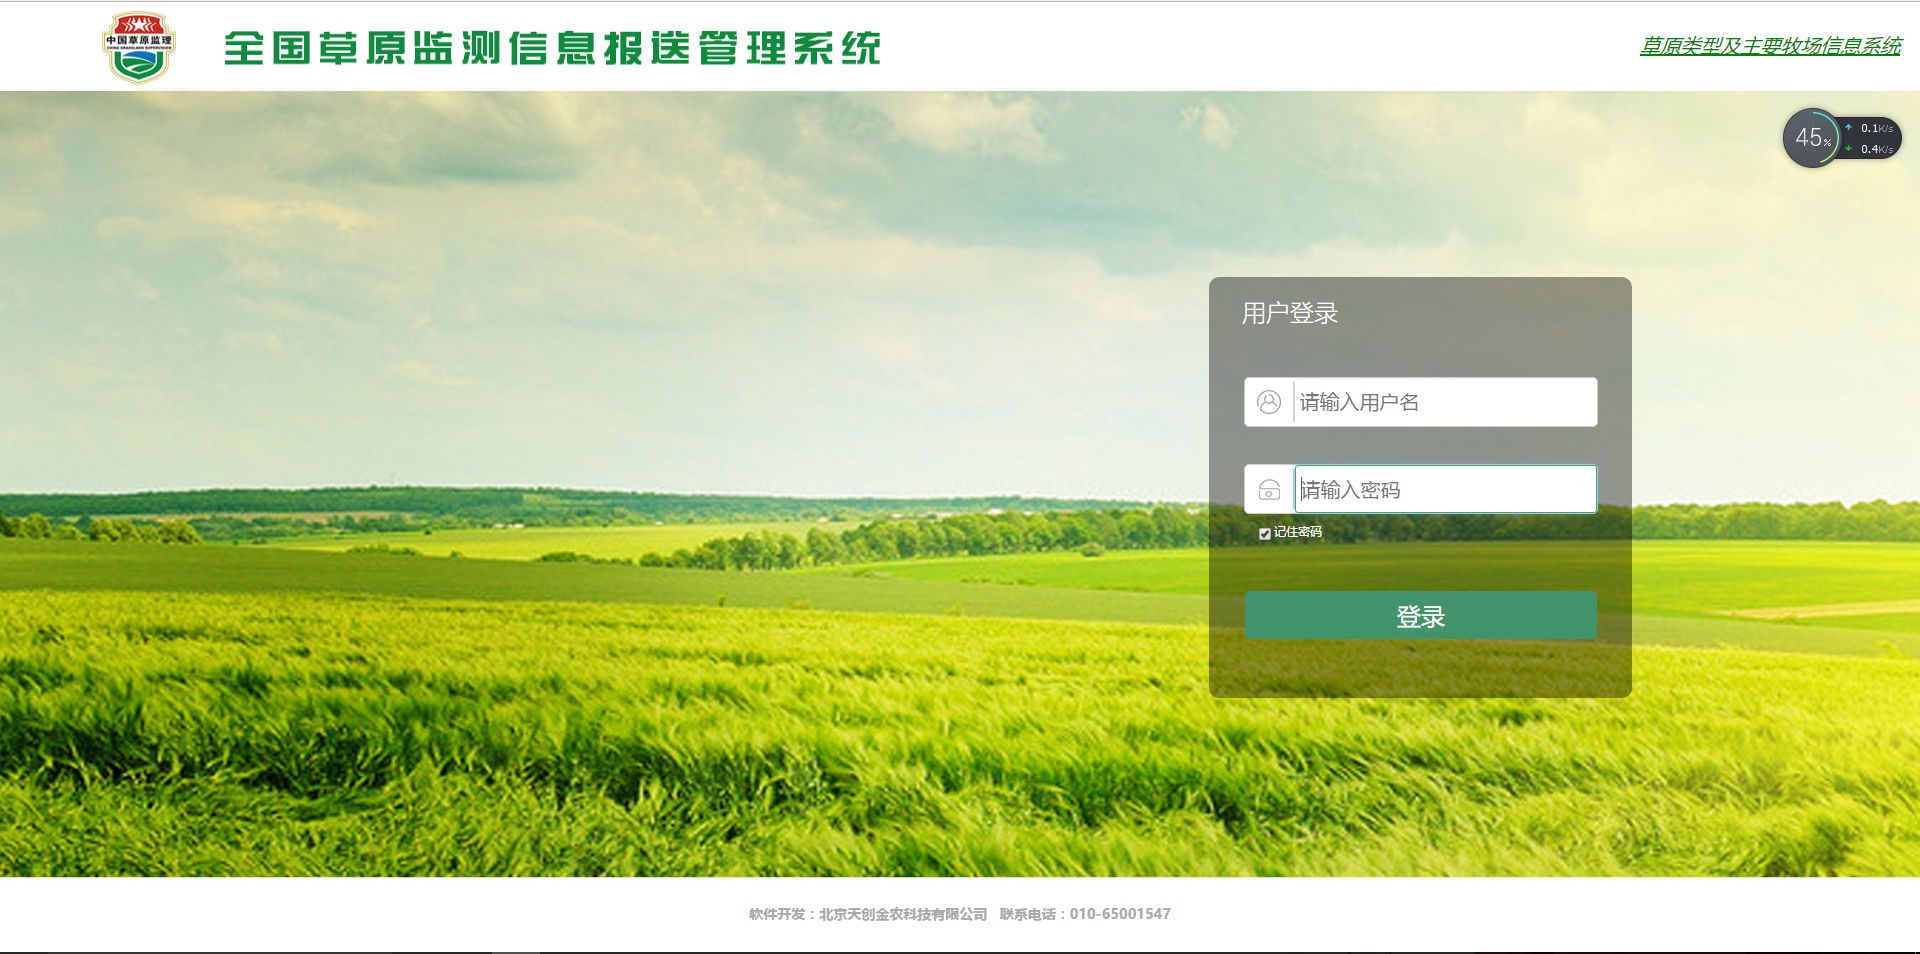 中国草原监理
CHINA GRASSLAND SUPERVISION
全国草原监测信息报送管理系统
草原类型及主要牧场信息系统
45%
0.1K/s
0.4K/s
用户登录
请输入用户名
请输入密码
记住密码
登录
软件开发：北京天创金农科技有限公司 联系电话：010-65001547